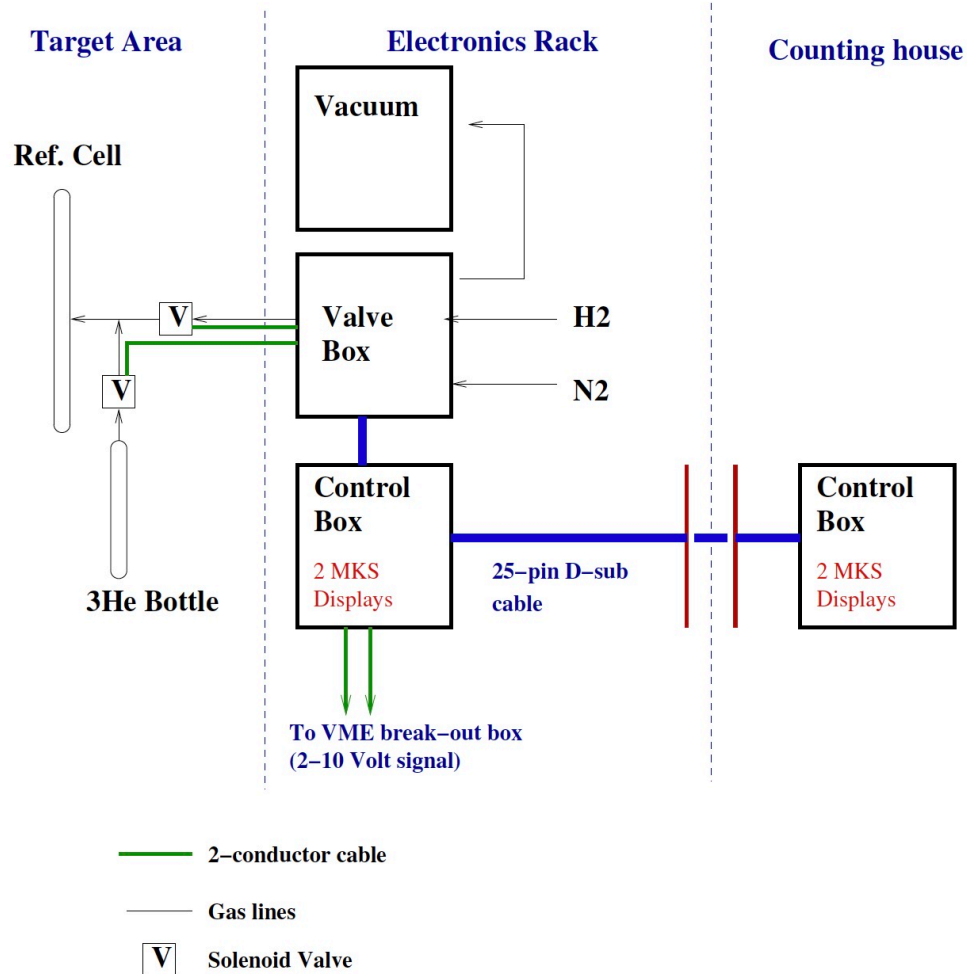 Target Area
Electronics Rack
Counting house
Vacuum
Ref. Cell
V
Valve
Box
H2
N2
V
3He Bottle
Control
Box
2 MKS
Displays
25−pin D−sub
cable
Control
Box
2 MKS
Displays
To VME break−out box
(2−10 Volt signal)
2−conductor cable
Gas lines
V
Solenoid Valve